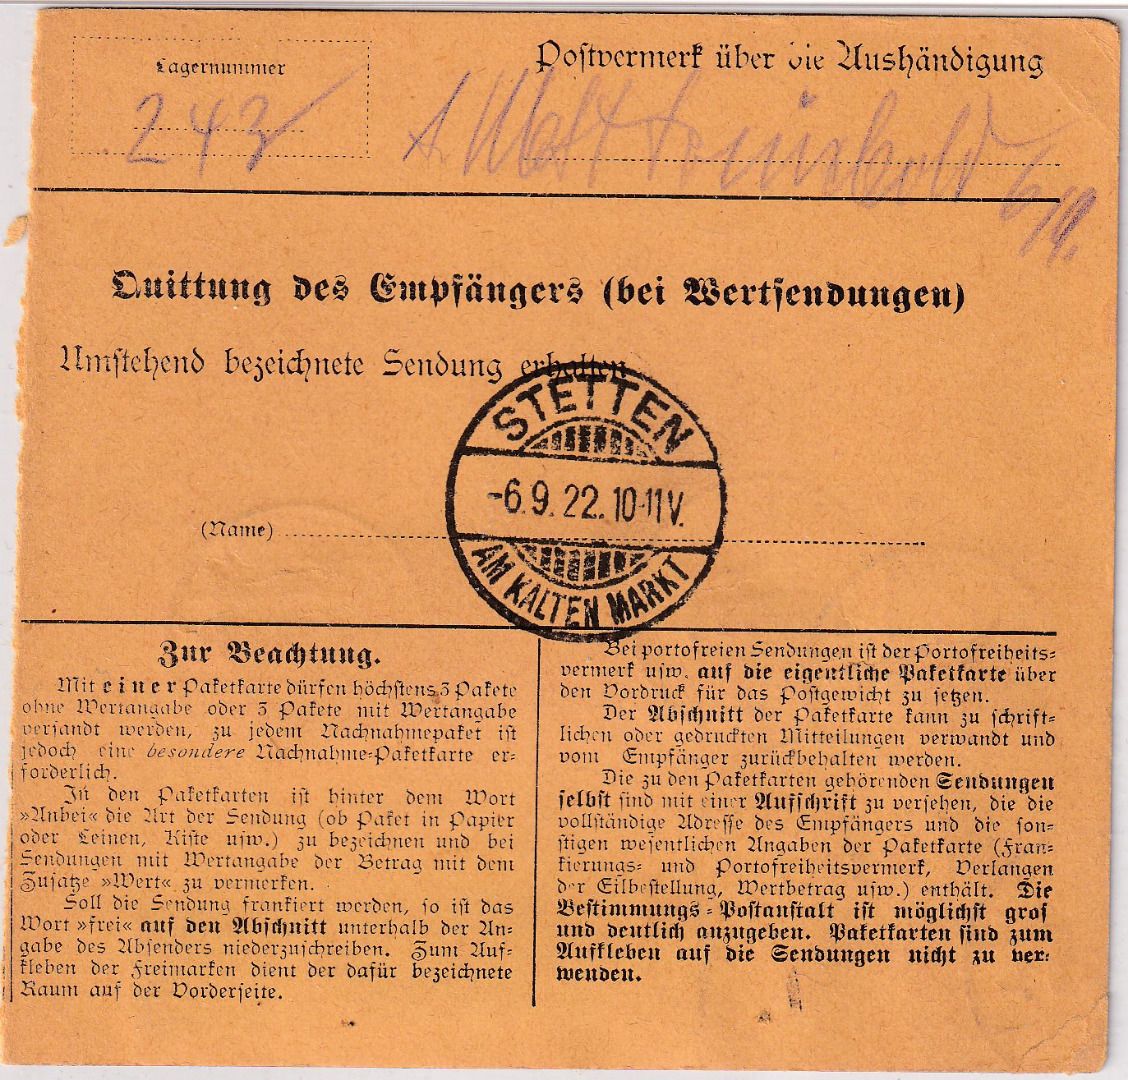 Lagernummer
243
Postvermerk über die Aushändigung
Quittung des Empfängers (bei Wertsendungen)
Umstehend bezeichnete Sendung erhalten
STETTEN
-6.9.22.10-11V.
AM KALTEN MARKT
(Name)
Zur Beachtung.
Mit einer Paketkarte dürfen höchstens 3 Pakete
ohne Wertangabe oder 3 Pakete mit Wertangabe
versandt werden, zu jedem Nachnahmepaket ist
jedoch eine besondere Nachnahme-Paketkarte er-
forderlich.
In den Paketkarten ist hinter dem Wort
»Anbei« die Art der Sendung (ob Paket in Papier
oder Leinen, Kiste usw.) zu bezeichnen und bei
Sendungen mit Wertangabe der Betrag mit dem
Zusatze »Wert« zu vermerken.
Soll die Sendung frankiert werden, so ist das
Wort »frei« auf den Abschnitt unterhalb der An-
gabe des Absenders niederzuschreiben. Zum Auf-
kleben der Freimarken dient der dafür bezeichnete
Raum auf der Vorderseite.
Bei portofreien Sendungen ist der Portofreiheits-
vermerk usw. auf die eigentliche Paketkarte über
den Vordruck für das Postgewicht zu setzen.
Der Abschnitt der Paketkarte kann zu schrift-
lichen oder gedruckten Mitteilungen verwandt und
vom Empfänger zurückbehalten werden.
Die zu den Paketkarten gehörenden Sendungen
selbst sind mit einer Aufschrift zu versehen, die die
vollständige Adresse des Empfängers und die son-
stigen wesentlichen Angaben der Paketkarte (Fran-
kierungs- und Portofreiheitsvermerk, Verlangen
der Eilbestellung, Wertbetrag usw.) enthält. Die
Bestimmungs-Postanstalt ist möglichst groß
und deutlich anzugeben. Paketkarten sind zum
Aufkleben auf die Sendungen nicht zu ver-
wenden.